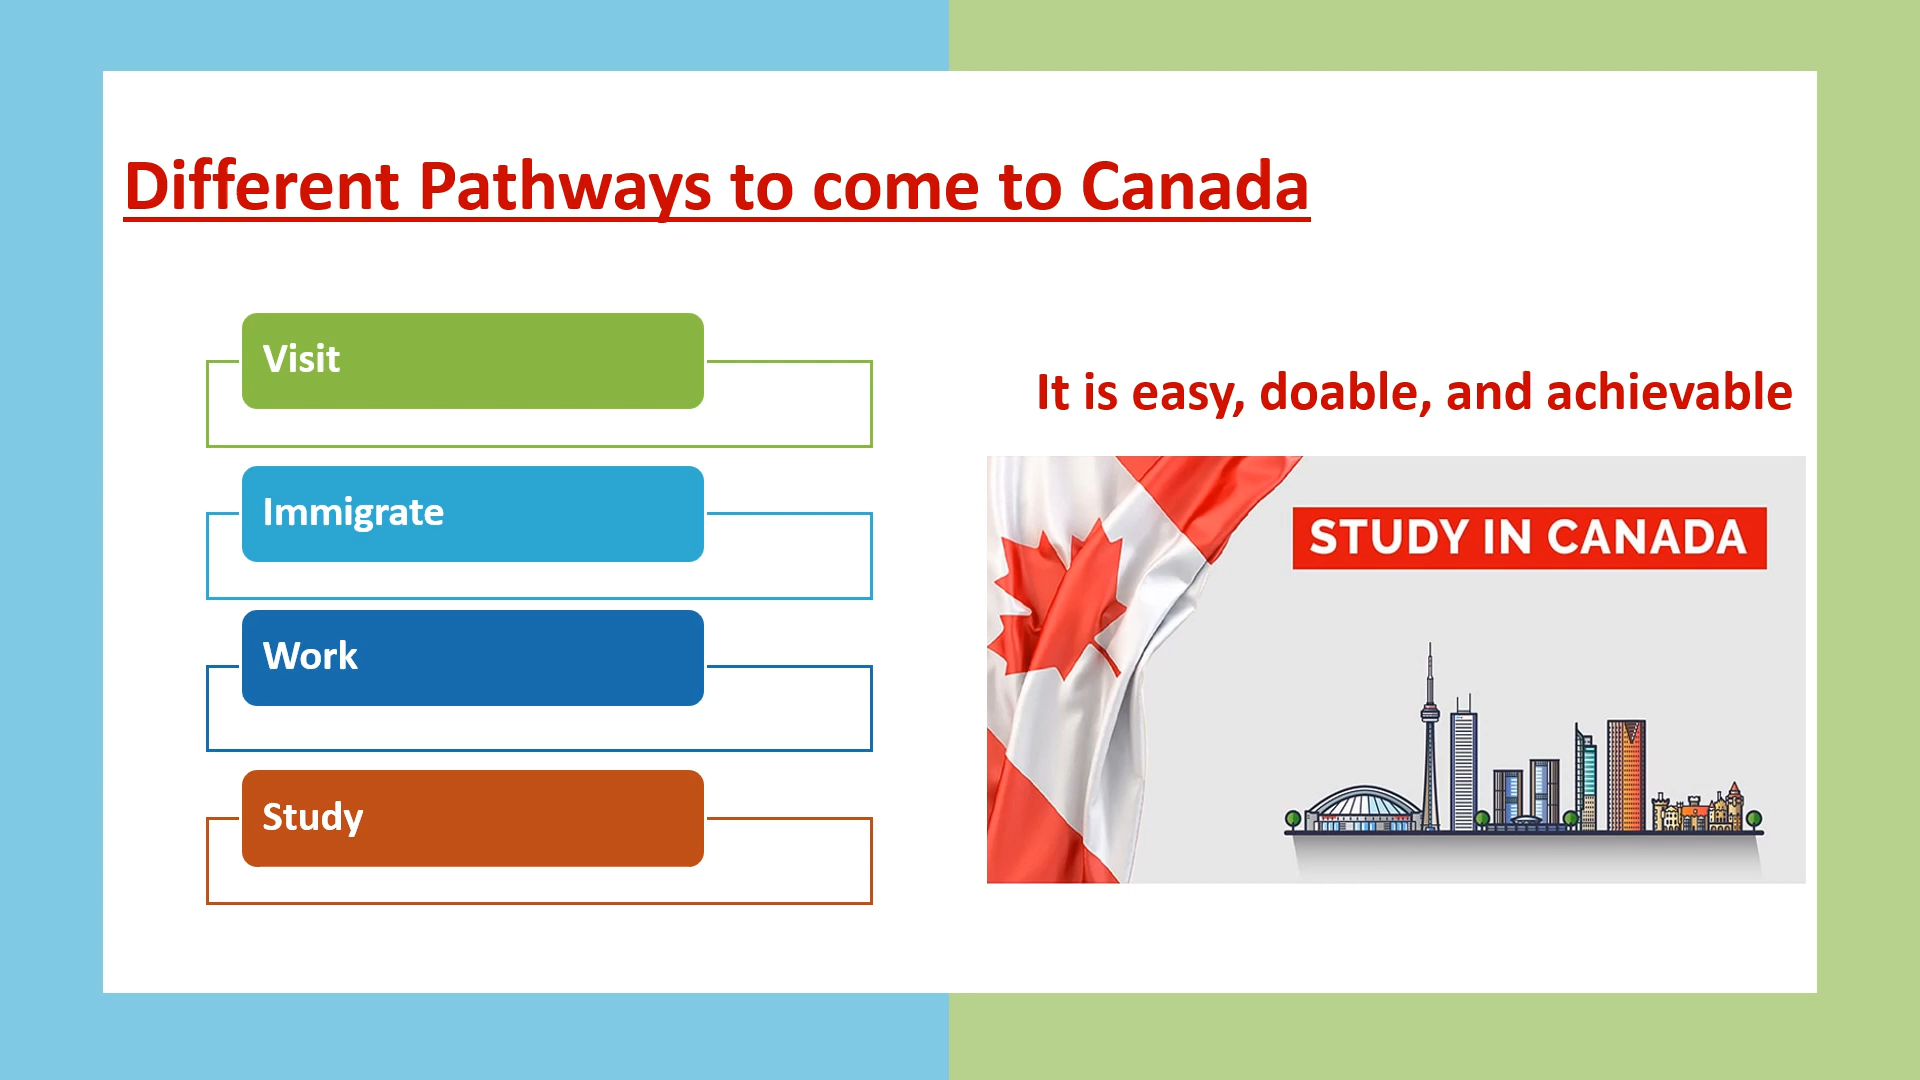 Different Pathways to come to Canada
Visit
Immigrate
Work
Study
It is easy, doable, and achievable
STUDY IN CANADA